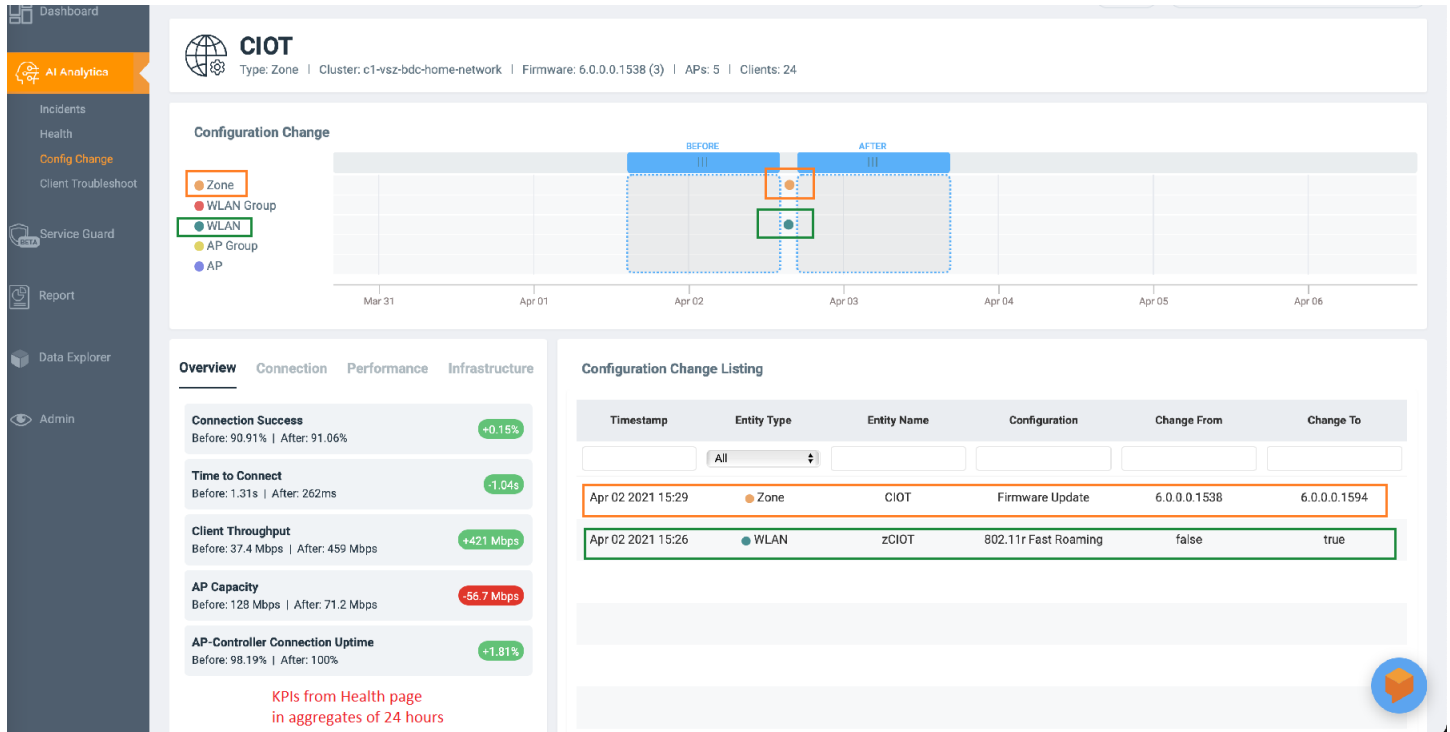 Dashboard
AI Analytica
Incidents
Health
Config Change
Client Troubleshoot
Service Guard
BETA
Report
Data Explorer
Admin
CIOT
Type: Zone | Cluster: c1-vsz-bdc-home-network | Firmware: 6.0.0.0.1538 (3) | APs: 5 | Clients: 24
Configuration Change
BEFORE AFTER
Zone
WLAN Group
WLAN
AP Group
AP
Mar 31 Apr 01 Apr 02 Apr 03 Apr 04 Apr 05 Apr 06
Overview Connection Performance Infrastructure
Connection Success
Before: 90.91% | After: 91.06%
+0.15%
Time to Connect
Before: 1.31s | After: 262ms
-1.04s
Client Throughput
Before: 37.4 Mbps | After: 459 Mbps
+421 Mbps
AP Capacity
Before: 128 Mbps | After: 71.2 Mbps
-56.7 Mbps
AP-Controller Connection Uptime
Before: 98.19% | After: 100%
+1.81%
KPIs from Health page
in aggregates of 24 hours
Configuration Change Listing
Timestamp Entity Type Entity Name Configuration Change From Change To
All
Apr 02 2021 15:29 Zone CIOT Firmware Update 6.0.0.0.1538 6.0.0.0.1594
Apr 02 2021 15:26 WLAN zCIOT 802.11r Fast Roaming false true